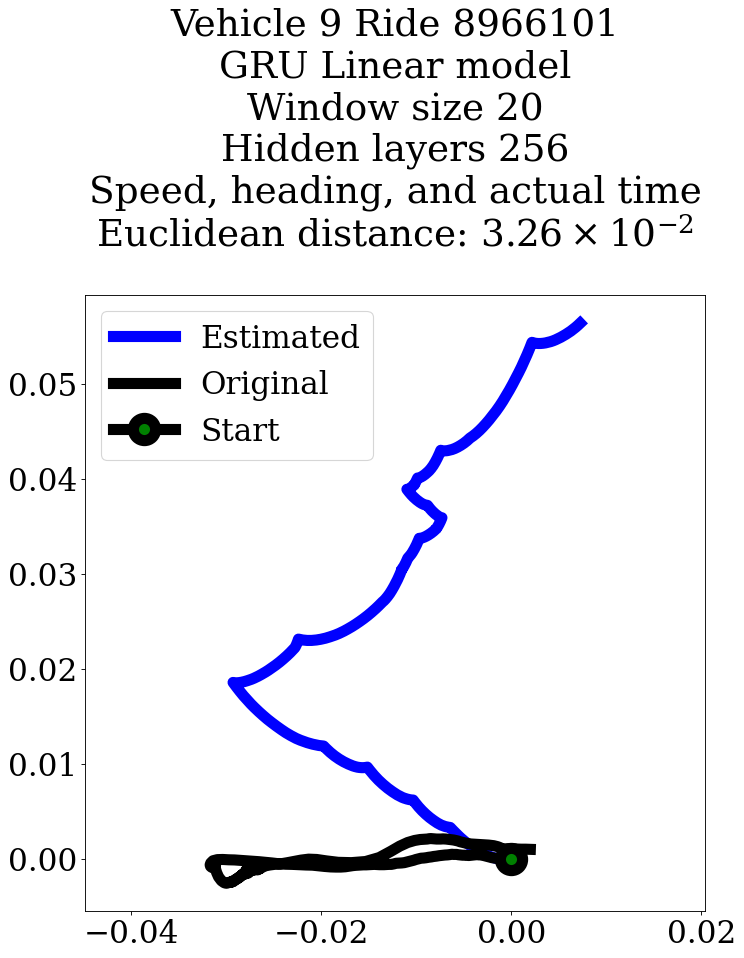 Vehicle 9 Ride 8966101
GRU Linear model
Window size 20
Hidden layers 256
Speed, heading, and actual time
Euclidean distance: 3.26 × 10⁻²
Estimated
Original
Start
0.05
0.04
0.03
0.02
0.01
0.00
−0.04 −0.02 0.00 0.02